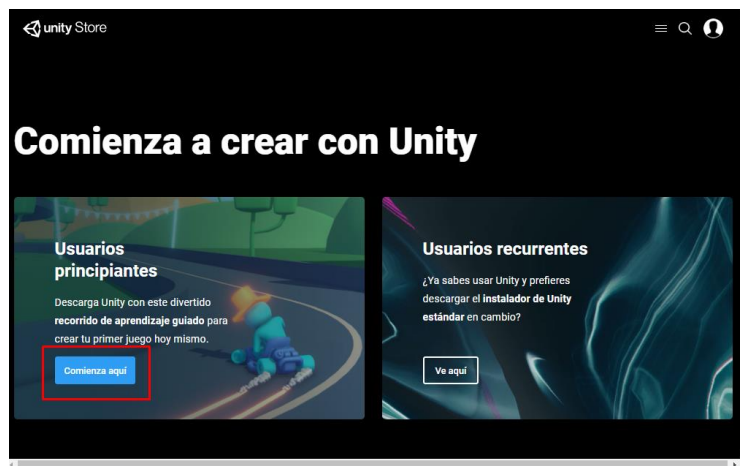 unity Store
Comienza a crear con Unity
Usuarios
principiantes
Descarga Unity con este divertido
recorrido de aprendizaje guiado para
crear tu primer juego hoy mismo.
Comienza aquí
Usuarios recurrentes
¿Ya sabes usar Unity y prefieres
descargar el instalador de Unity
estándar en cambio?
Ve aquí